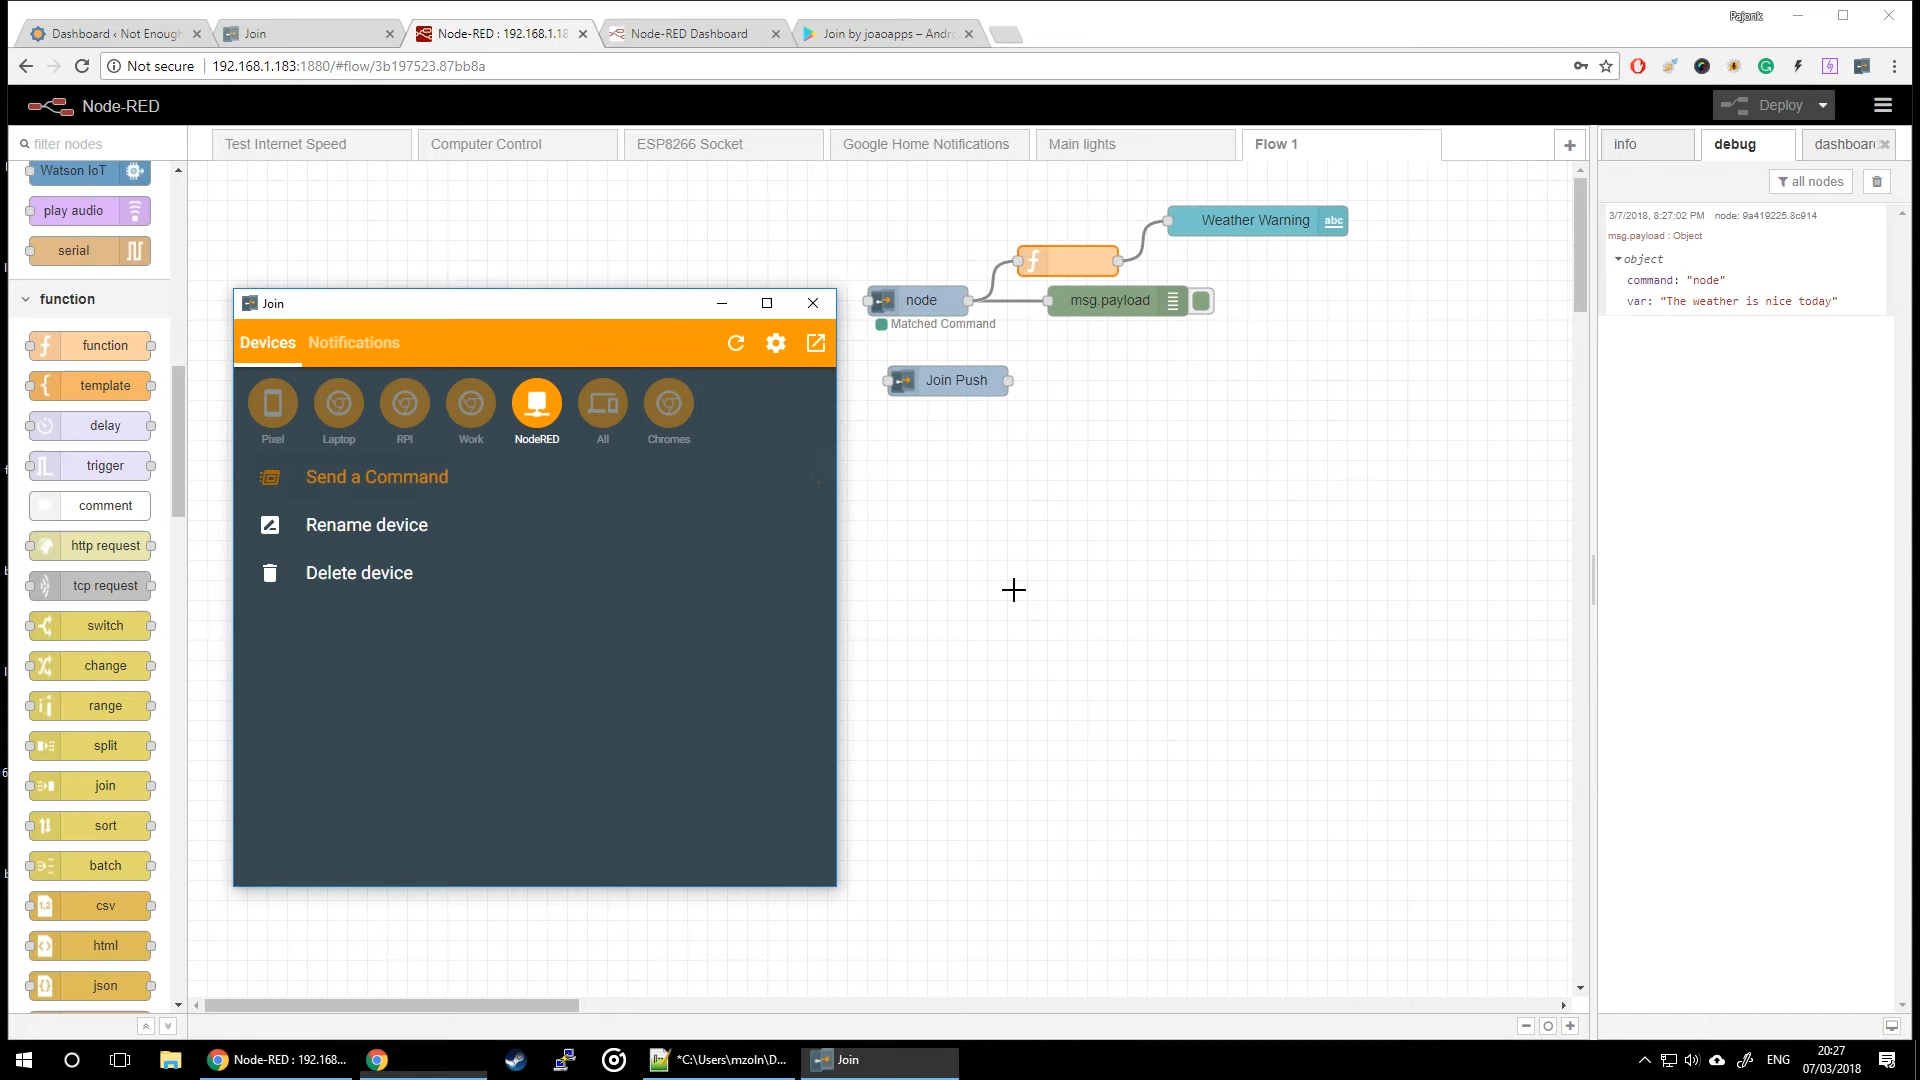 Pajonk
Dashboard ‹ Not Enough
Join
Node-RED : 192.168.1.18
Node-RED Dashboard
Join by joaoapps – Andro
Not secure
192.168.1.183:1880/#flow/3b197523.87bb8a
Node-RED
Deploy
filter nodes
Test Internet Speed
Computer Control
ESP8266 Socket
Google Home Notifications
Main lights
Flow 1
info
debug
dashboard
all nodes
Watson IoT
play audio
serial
function
function
template
delay
trigger
comment
http request
tcp request
switch
change
range
split
join
sort
batch
csv
html
json
Weather Warning
abc
node
Matched Command
msg.payload
Join Push
3/7/2018, 8:27:02 PM node: 9a419225.8c914
msg.payload : Object
object
command: "node"
var: "The weather is nice today"
Join
Devices
Notifications
Pixel
Laptop
RPI
Work
NodeRED
All
Chromes
Send a Command
Rename device
Delete device
Node-RED : 192.168...
*C:\Users\mzoln\D...
Join
ENG
20:27
07/03/2018